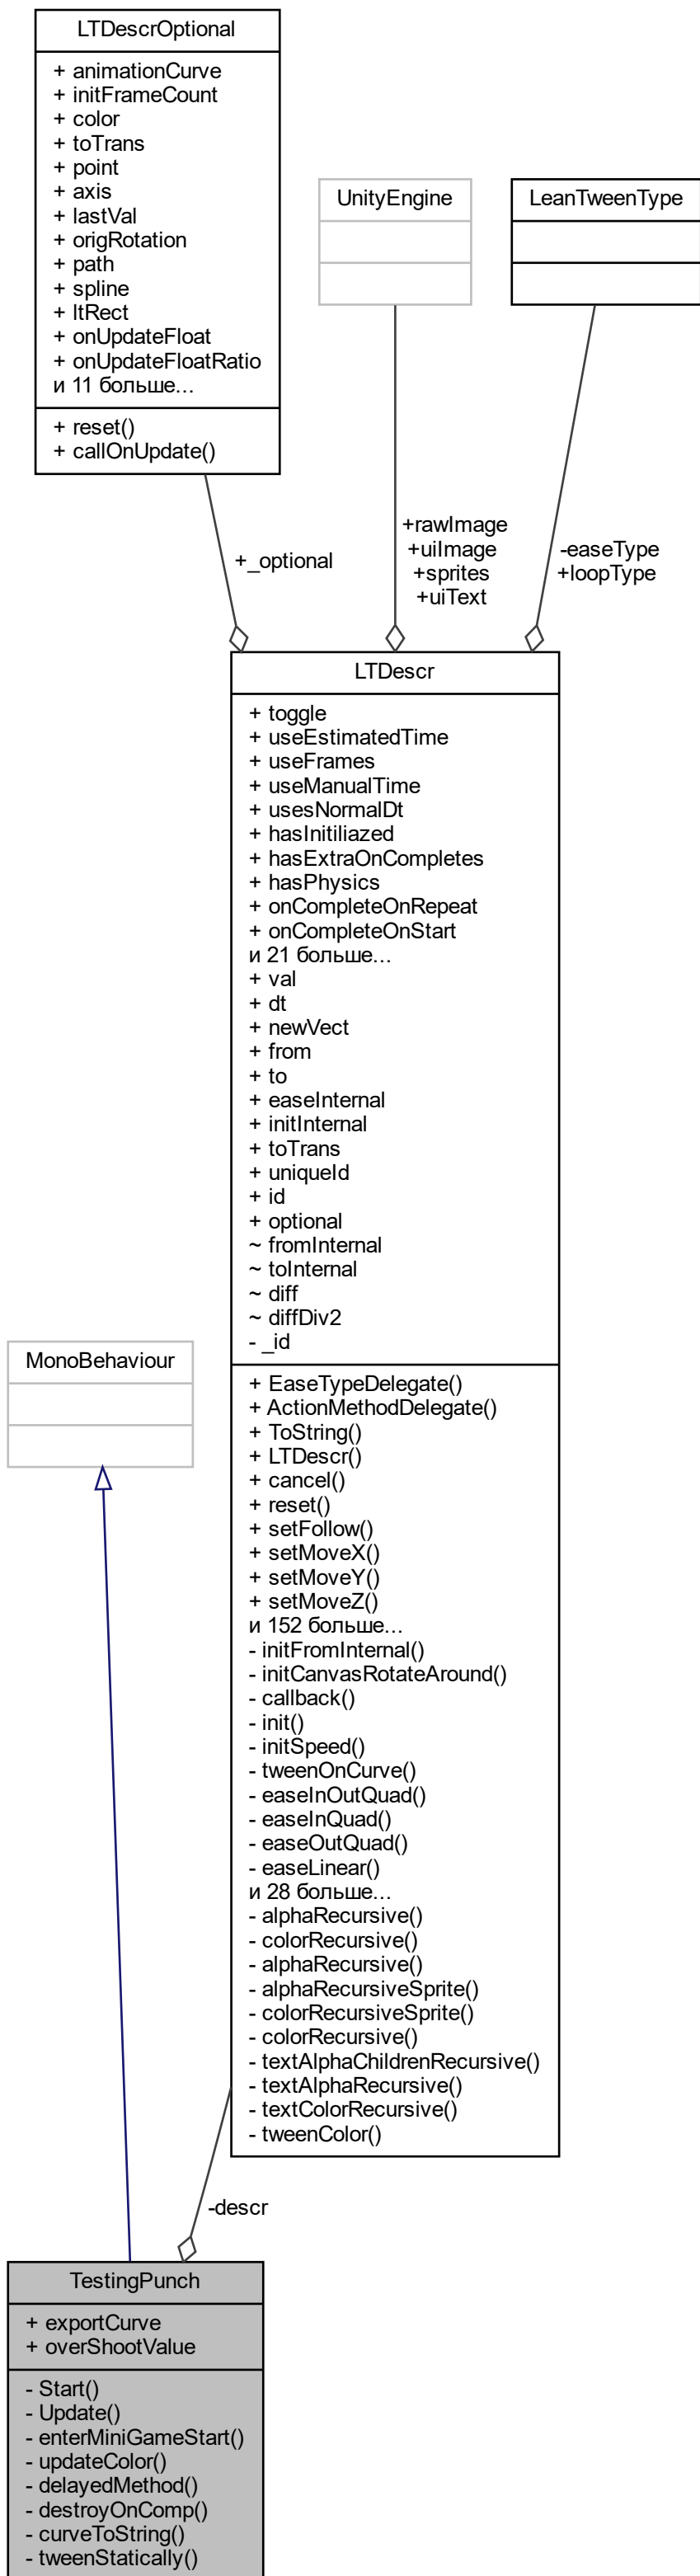 LTDescrOptional
+ animationCurve
+ initFrameCount
+ color
+ toTrans
+ point
+ axis
+ lastVal
+ origRotation
+ path
+ spline
+ ltRect
+ onUpdateFloat
+ onUpdateFloatRatio
и 11 больше...
+ reset()
+ callOnUpdate()
UnityEngine
LeanTweenType
+_optional
+rawImage
+uiImage
+sprites
+uiText
-easeType
+loopType
LTDescr
+ toggle
+ useEstimatedTime
+ useFrames
+ useManualTime
+ usesNormalDt
+ hasInitiliazed
+ hasExtraOnCompletes
+ hasPhysics
+ onCompleteOnRepeat
+ onCompleteOnStart
и 21 больше...
+ val
+ dt
+ newVect
+ from
+ to
+ easeInternal
+ initInternal
+ toTrans
+ uniqueId
+ id
+ optional
~ fromInternal
~ toInternal
~ diff
~ diffDiv2
- _id
+ EaseTypeDelegate()
+ ActionMethodDelegate()
+ ToString()
+ LTDescr()
+ cancel()
+ reset()
+ setFollow()
+ setMoveX()
+ setMoveY()
+ setMoveZ()
и 152 больше...
- initFromInternal()
- initCanvasRotateAround()
- callback()
- init()
- initSpeed()
- tweenOnCurve()
- easeInOutQuad()
- easeInQuad()
- easeOutQuad()
- easeLinear()
и 28 больше...
- alphaRecursive()
- colorRecursive()
- alphaRecursive()
- alphaRecursiveSprite()
- colorRecursiveSprite()
- colorRecursive()
- textAlphaChildrenRecursive()
- textAlphaRecursive()
- textColorRecursive()
- tweenColor()
MonoBehaviour
-descr
TestingPunch
+ exportCurve
+ overShootValue
- Start()
- Update()
- enterMiniGameStart()
- updateColor()
- delayedMethod()
- destroyOnComp()
- curveToString()
- tweenStatically()